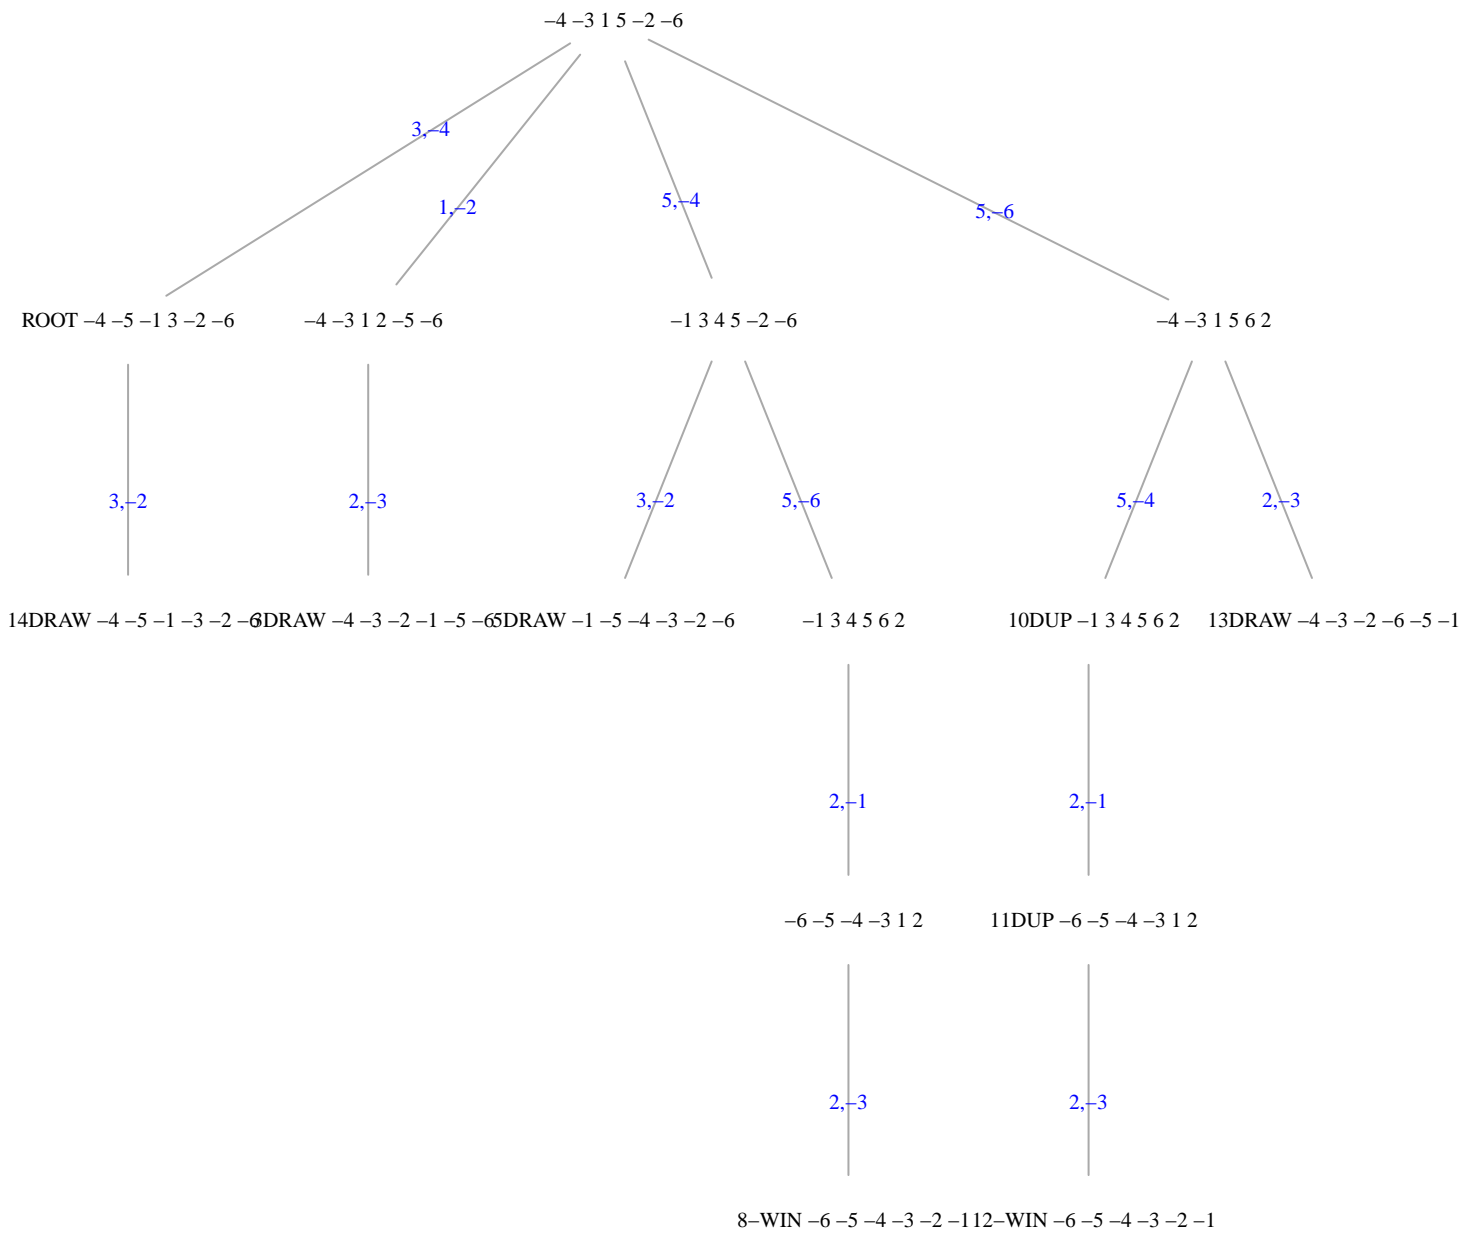 −4 −3 1 5 −2 −6
3,−4
1,−2
5,−4
5,−6
ROOT −4 −5 −1 3 −2 −6
−4 −3 1 2 −5 −6
−1 3 4 5 −2 −6
−4 −3 1 5 6 2
3,−2
2,−3
3,−2
5,−6
5,−4
2,−3
14DRAW −4 −5 −1 −3 −2 −6
3DRAW −4 −3 −2 −1 −5 −6
5DRAW −1 −5 −4 −3 −2 −6
−1 3 4 5 6 2
10DUP −1 3 4 5 6 2
13DRAW −4 −3 −2 −6 −5 −1
2,−1
2,−1
−6 −5 −4 −3 1 2
11DUP −6 −5 −4 −3 1 2
2,−3
2,−3
8−WIN −6 −5 −4 −3 −2 −1
12−WIN −6 −5 −4 −3 −2 −1